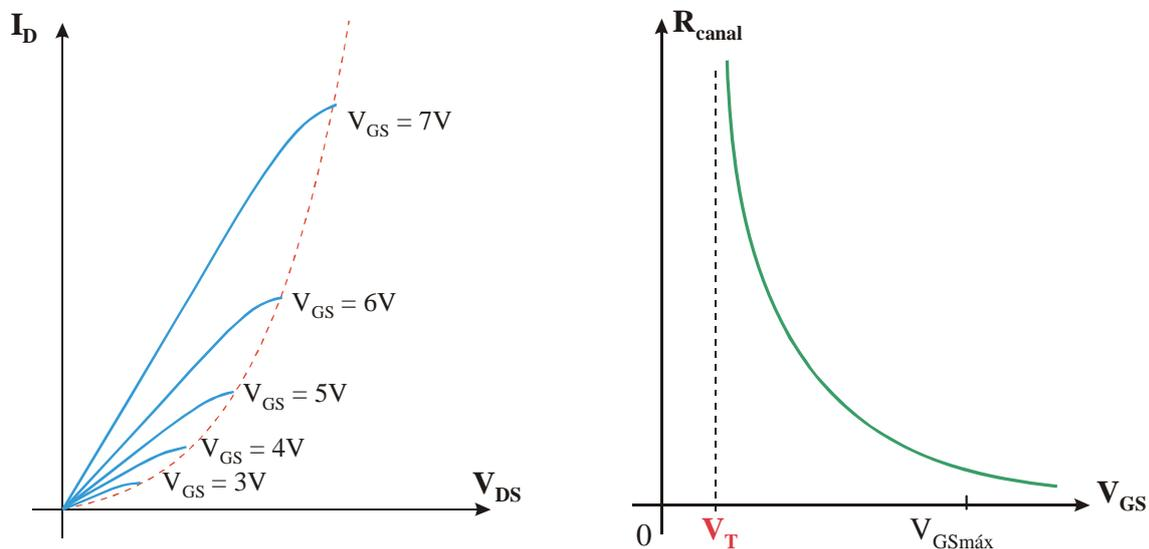 I_D
V_GS = 7V
V_GS = 6V
V_GS = 5V
V_GS = 4V
V_GS = 3V
V_DS
R_canal
V_GS
0
V_T
V_GSmáx